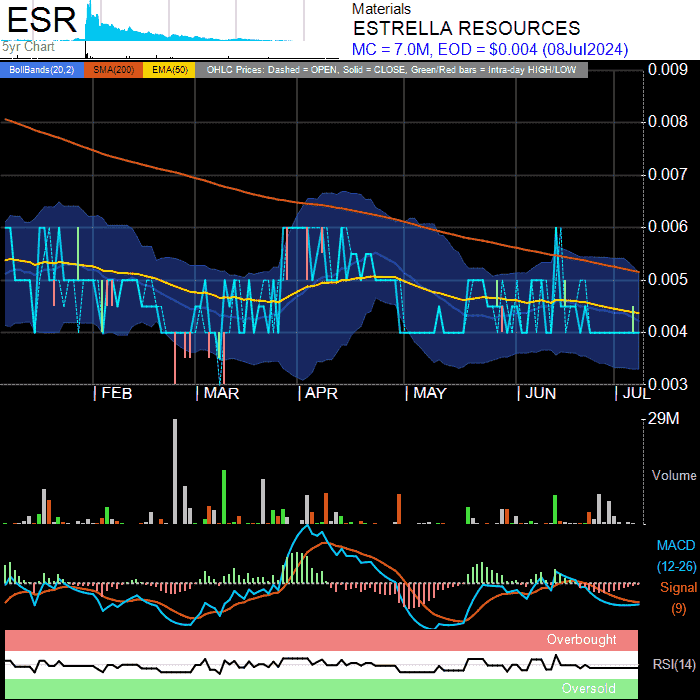 ESR
5yr Chart
Materials
ESTRELLA RESOURCES
MC = 7.0M, EOD = $0.004 (08Jul2024)
BollBands(20,2) SMA(200) EMA(50) OHLC Prices: Dashed = OPEN, Solid = CLOSE, Green/Red bars = Intra-day HIGH/LOW
0.009
0.008
0.007
0.006
0.005
0.004
0.003
| FEB | MAR | APR | MAY | JUN | JUL
29M
Volume
MACD
(12-26)
Signal
(9)
Overbought
RSI(14)
Oversold